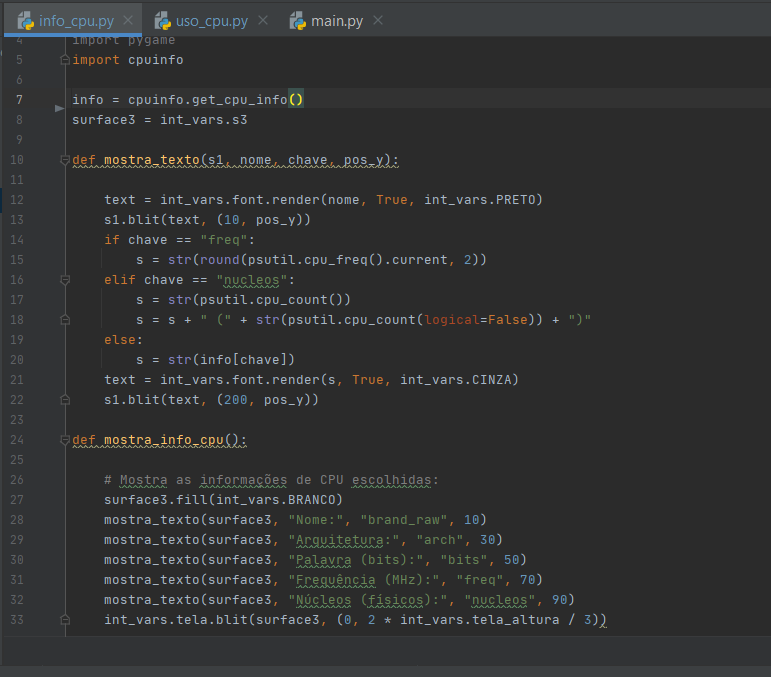 info_cpu.py uso_cpu.py main.py
4 import pygame
5 import cpuinfo
6
7 info = cpuinfo.get_cpu_info()
8 surface3 = int_vars.s3
9
10 def mostra_texto(s1, nome, chave, pos_y):
11
12 text = int_vars.font.render(nome, True, int_vars.PRETO)
13 s1.blit(text, (10, pos_y))
14 if chave == "freq":
15 s = str(round(psutil.cpu_freq().current, 2))
16 elif chave == "nucleos":
17 s = str(psutil.cpu_count())
18 s = s + " (" + str(psutil.cpu_count(logical=False)) + ")"
19 else:
20 s = str(info[chave])
21 text = int_vars.font.render(s, True, int_vars.CINZA)
22 s1.blit(text, (200, pos_y))
23
24 def mostra_info_cpu():
25
26 # Mostra as informações de CPU escolhidas:
27 surface3.fill(int_vars.BRANCO)
28 mostra_texto(surface3, "Nome:", "brand_raw", 10)
29 mostra_texto(surface3, "Arquitetura:", "arch", 30)
30 mostra_texto(surface3, "Palavra (bits):", "bits", 50)
31 mostra_texto(surface3, "Frequência (MHz):", "freq", 70)
32 mostra_texto(surface3, "Núcleos (físicos):", "nucleos", 90)
33 int_vars.tela.blit(surface3, (0, 2 * int_vars.tela_altura / 3))